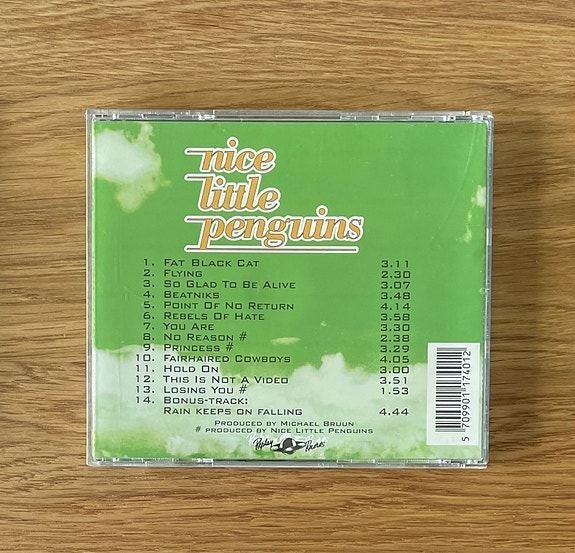 nice
little
penguins
1. Fat Black Cat 3.11
2. Flying 2.30
3. So Glad To Be Alive 3.07
4. Beatniks 3.48
5. Point Of No Return 4.14
6. Rebels Of Hate 3.58
7. You Are 3.30
8. No Reason # 2.38
9. Princess # 3.29
10. Fairhaired Cowboys 4.05
11. Hold On 3.00
12. This Is Not A Video 3.51
13. Losing You # 1.53
14. Bonus-track:
Rain keeps on falling 4.44
Produced by Michael Bruun
# produced by Nice Little Penguins
5 709901 174012